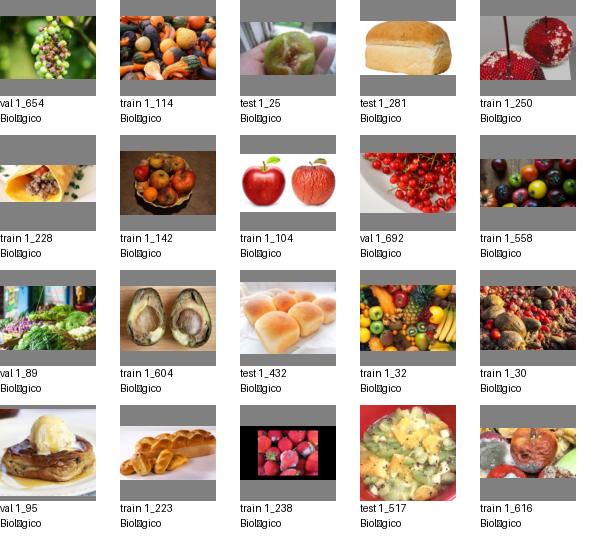 val 1_654
train 1_114
test 1_25
test 1_281
train 1_250
Biol��gico
Biol��gico
Biol��gico
Biol��gico
Biol��gico
train 1_228
train 1_142
train 1_104
val 1_692
train 1_558
Biol��gico
Biol��gico
Biol��gico
Biol��gico
Biol��gico
val 1_89
train 1_604
test 1_432
train 1_32
train 1_30
Biol��gico
Biol��gico
Biol��gico
Biol��gico
Biol��gico
val 1_95
train 1_223
train 1_238
test 1_517
train 1_616
Biol��gico
Biol��gico
Biol��gico
Biol��gico
Biol��gico